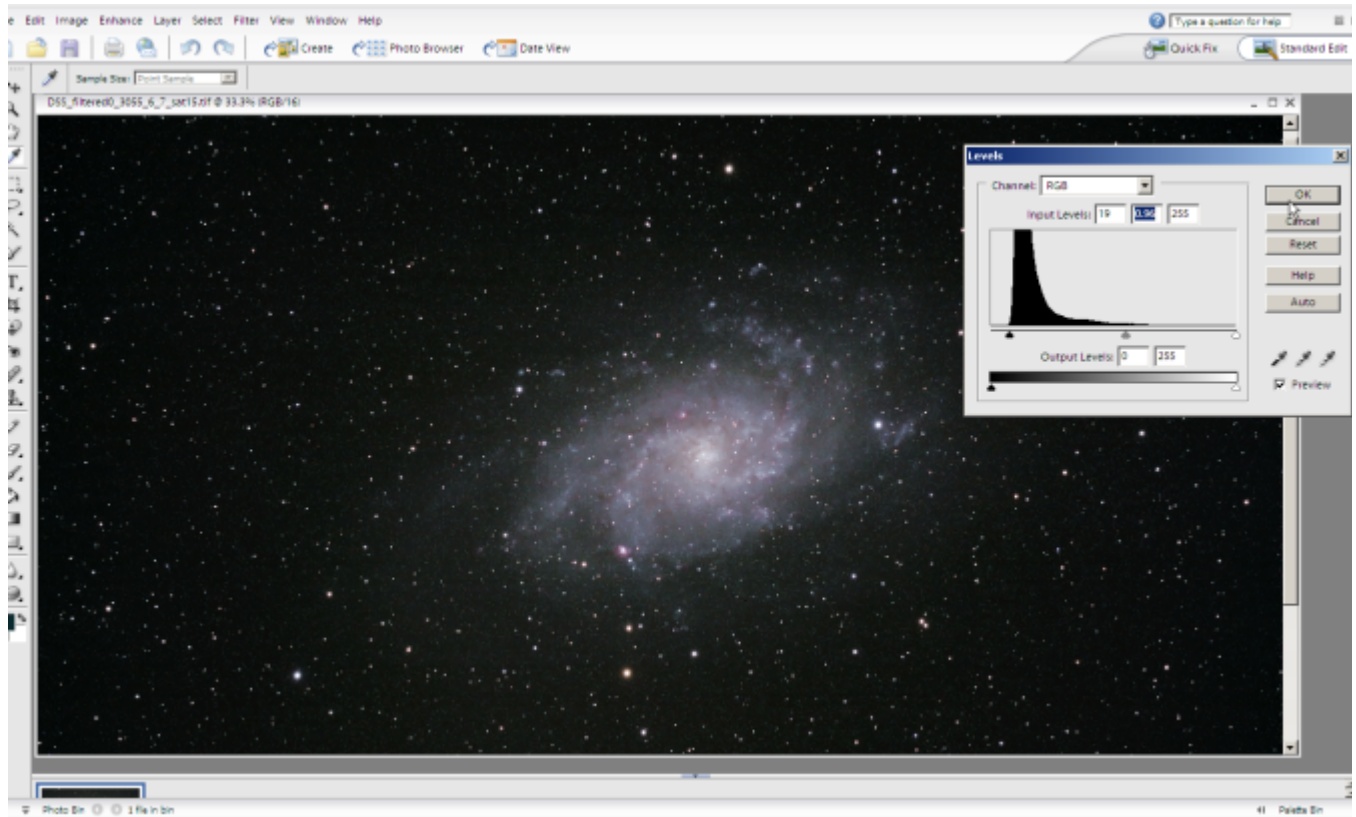 Edit Image Enhance Layer Select Filter View Window Help
Type a question for help
Create Photo Browser Date View
Quick Fix Standard Edit
Sample Size: Point Sample
DSS_filtered0_3055_6_7_sat15.tif @ 33.3% (RGB/16)
Levels
Channel: RGB
OK
Input Levels: 19 0.96 255
Cancel
Reset
Help
Auto
Output Levels: 0 255
Preview
Photo Bin 1 file in bin
Palette Bin